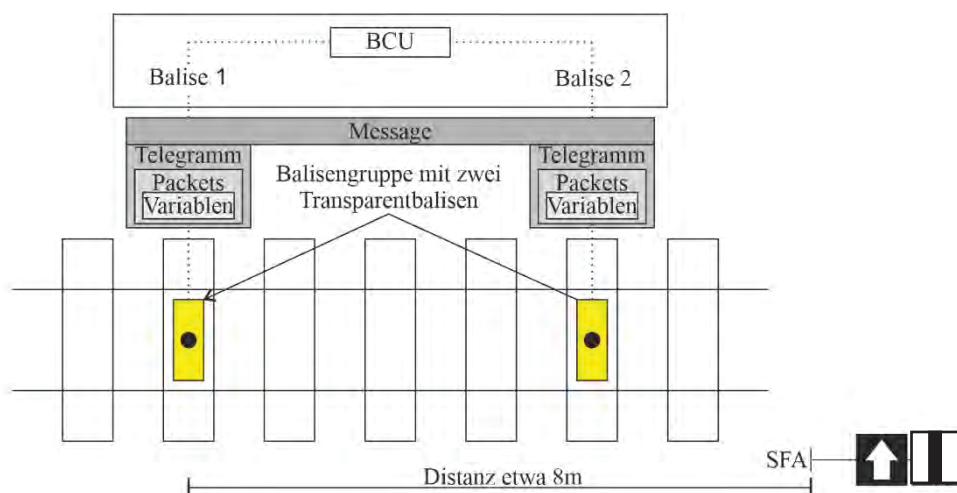 BCU
Balise 1
Balise 2
Message
Telegramm
Packets
Variablen
Balisengruppe mit zwei
Transparentbalisen
Telegramm
Packets
Variablen
SFA
Distanz etwa 8m